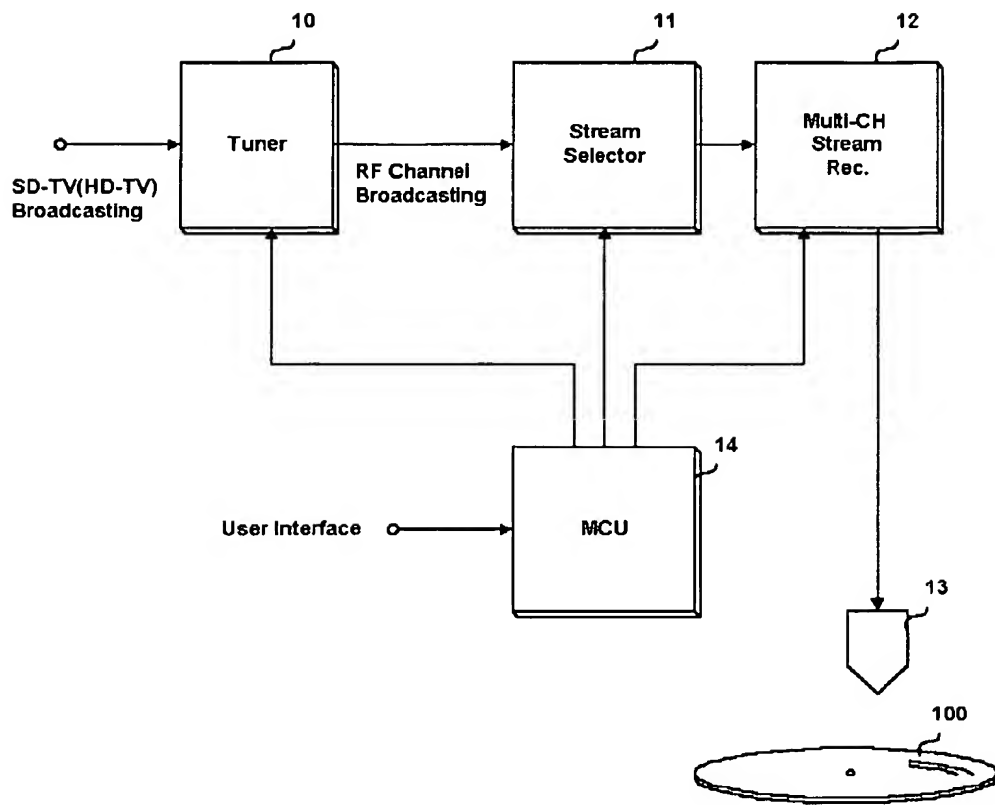 10
11
12
Tuner
Stream
Selector
Multi-CH
Stream
Rec.
SD-TV(HD-TV)
Broadcasting
RF Channel
Broadcasting
14
User Interface
MCU
13
100